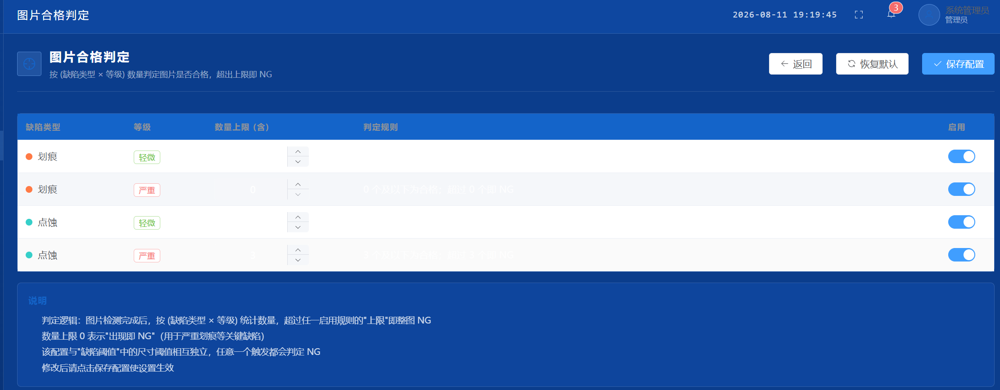 图片合格判定
2026-08-11 19:19:45
3
系统管理员
管理员
图片合格判定
按 (缺陷类型 × 等级) 数量判定图片是否合格，超出上限即 NG
返回
恢复默认
保存配置
缺陷类型 等级 数量上限 (含) 判定规则 启用
划痕 轻微
划痕 严重 0 0 个及以下为合格；超过 0 个即 NG
点蚀 轻微
点蚀 严重 3 3 个及以下为合格；超过 3 个即 NG
说明
判定逻辑：图片检测完成后，按 (缺陷类型 × 等级) 统计数量，超过任一启用规则的"上限"即整图 NG
数量上限 0 表示"出现即 NG"（用于严重划痕等关键缺陷）
该配置与"缺陷阈值"中的尺寸阈值相互独立，任意一个触发都会判定 NG
修改后请点击保存配置使设置生效